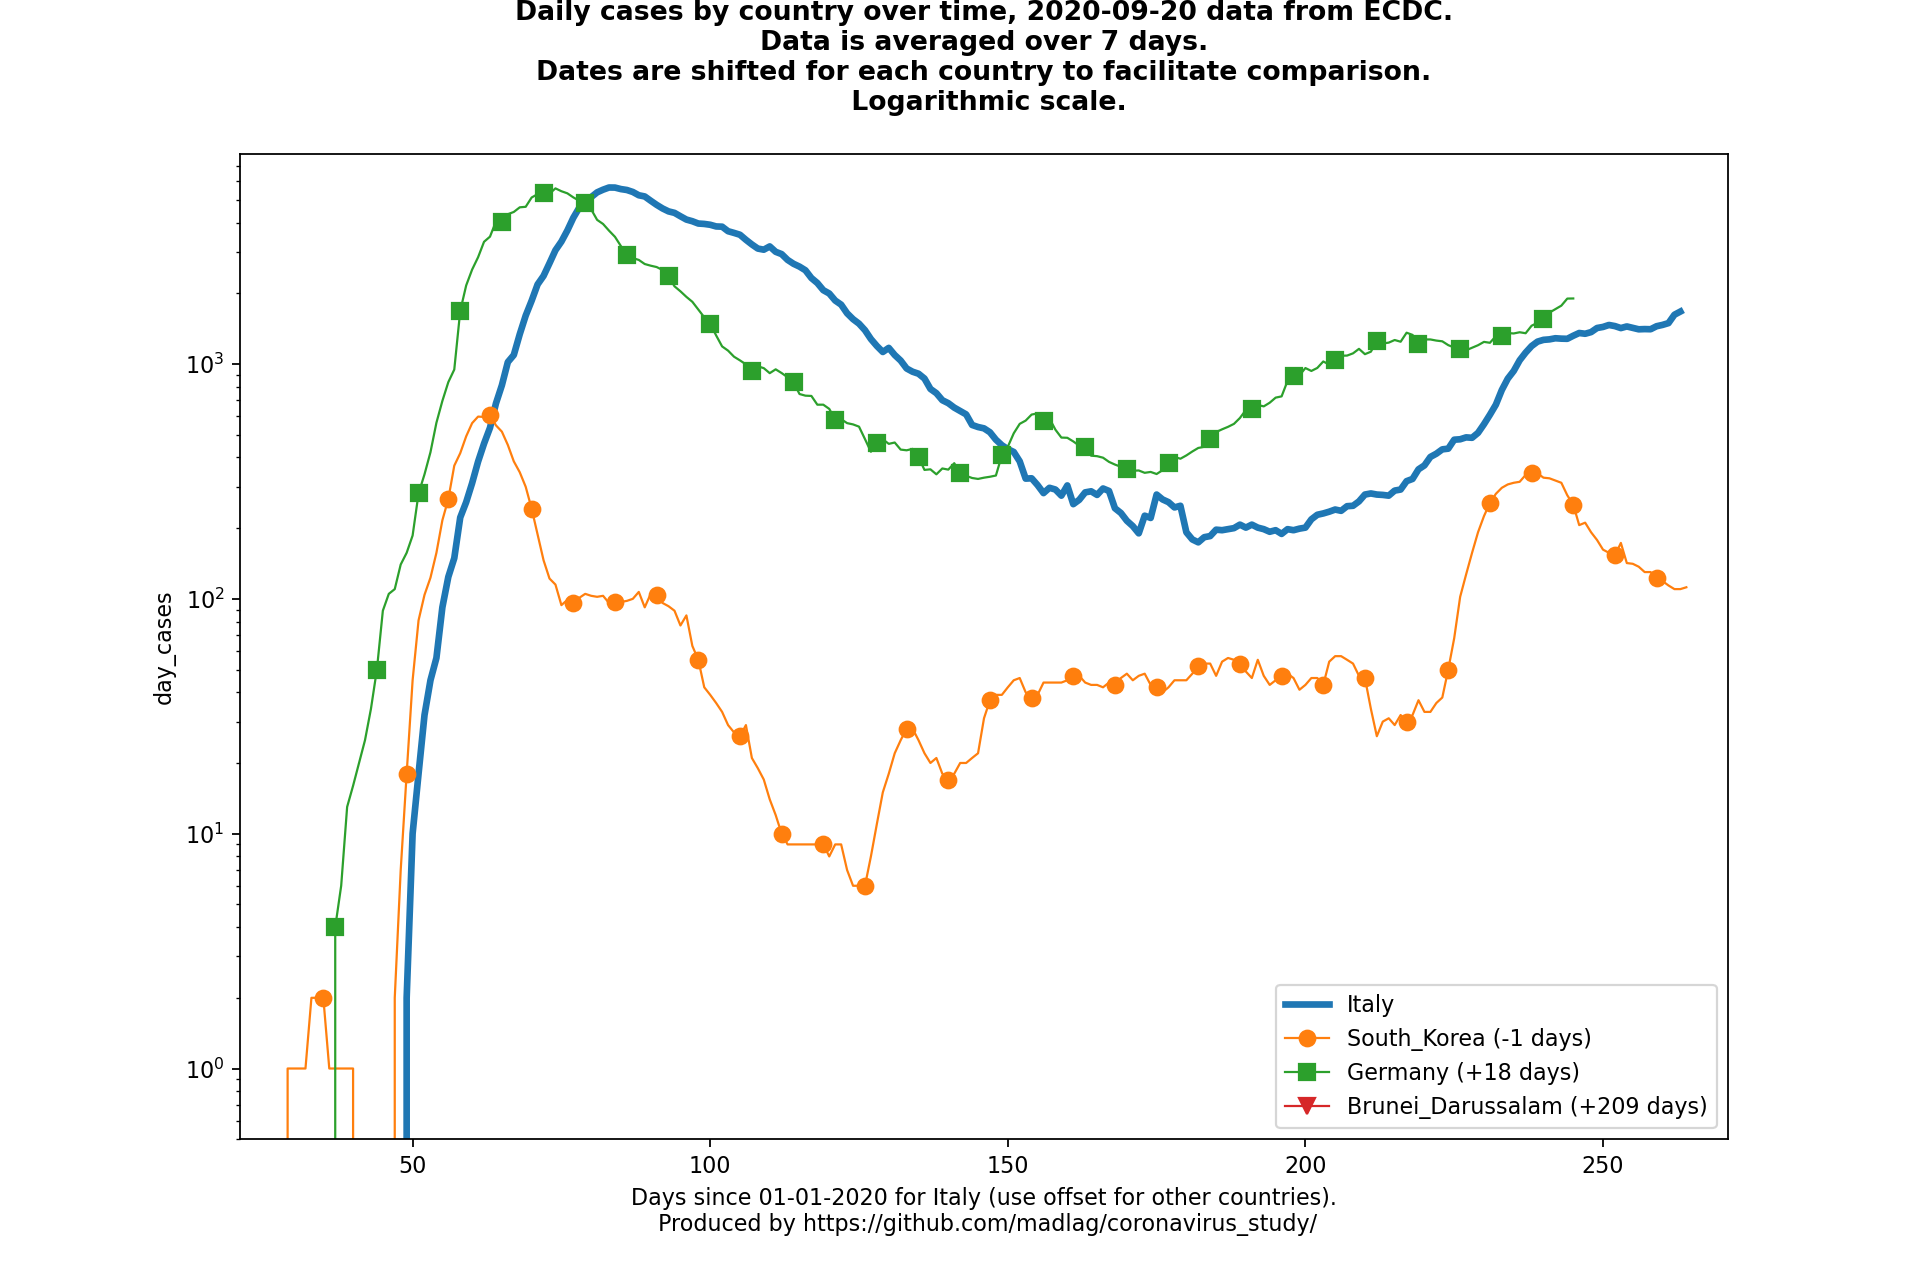 Daily cases by country over time, 2020-09-20 data from ECDC.
Data is averaged over 7 days.
Dates are shifted for each country to facilitate comparison.
Logarithmic scale.
day_cases
10³
10²
10¹
10⁰
Italy
South_Korea (-1 days)
Germany (+18 days)
Brunei_Darussalam (+209 days)
50 100 150 200 250
Days since 01-01-2020 for Italy (use offset for other countries).
Produced by https://github.com/madlag/coronavirus_study/